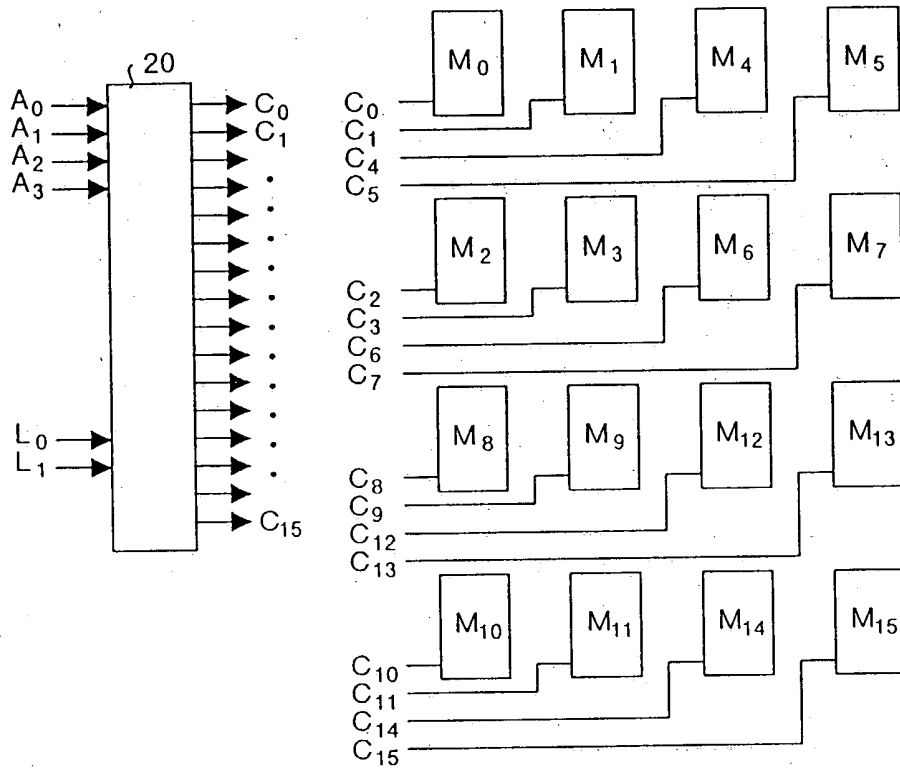 20
A₀
A₁
A₂
A₃
L₀
L₁
C₀
C₁
C₁₅
M₀ M₁ M₄ M₅
C₀
C₁
C₄
C₅
M₂ M₃ M₆ M₇
C₂
C₃
C₆
C₇
M₈ M₉ M₁₂ M₁₃
C₈
C₉
C₁₂
C₁₃
M₁₀ M₁₁ M₁₄ M₁₅
C₁₀
C₁₁
C₁₄
C₁₅